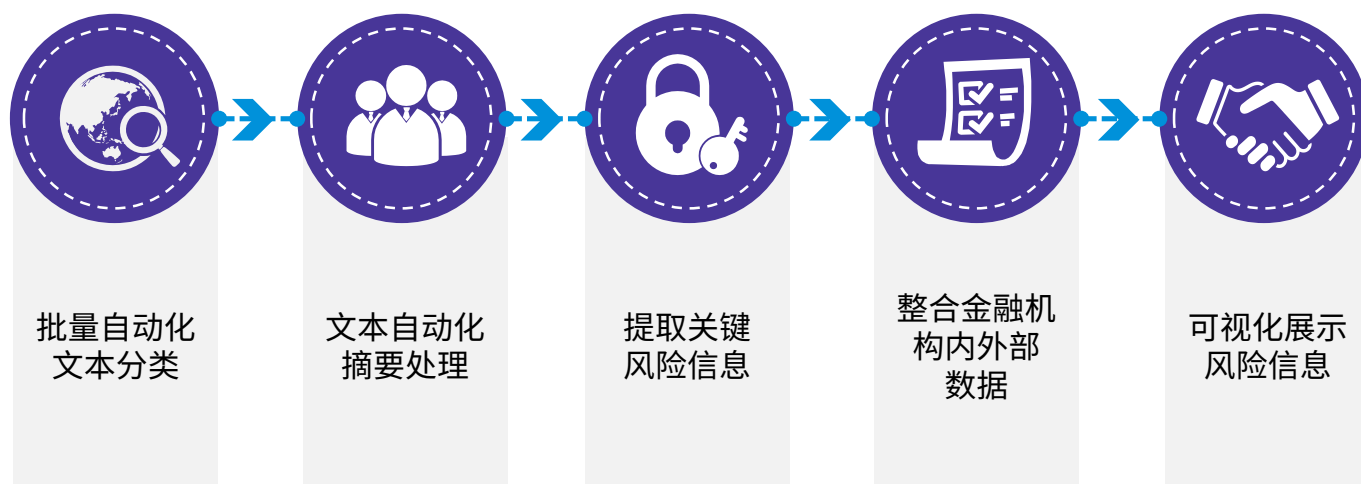 批量自动化
文本分类
文本自动化
摘要处理
提取关键
风险信息
整合金融机
构内外部
数据
可视化展示
风险信息